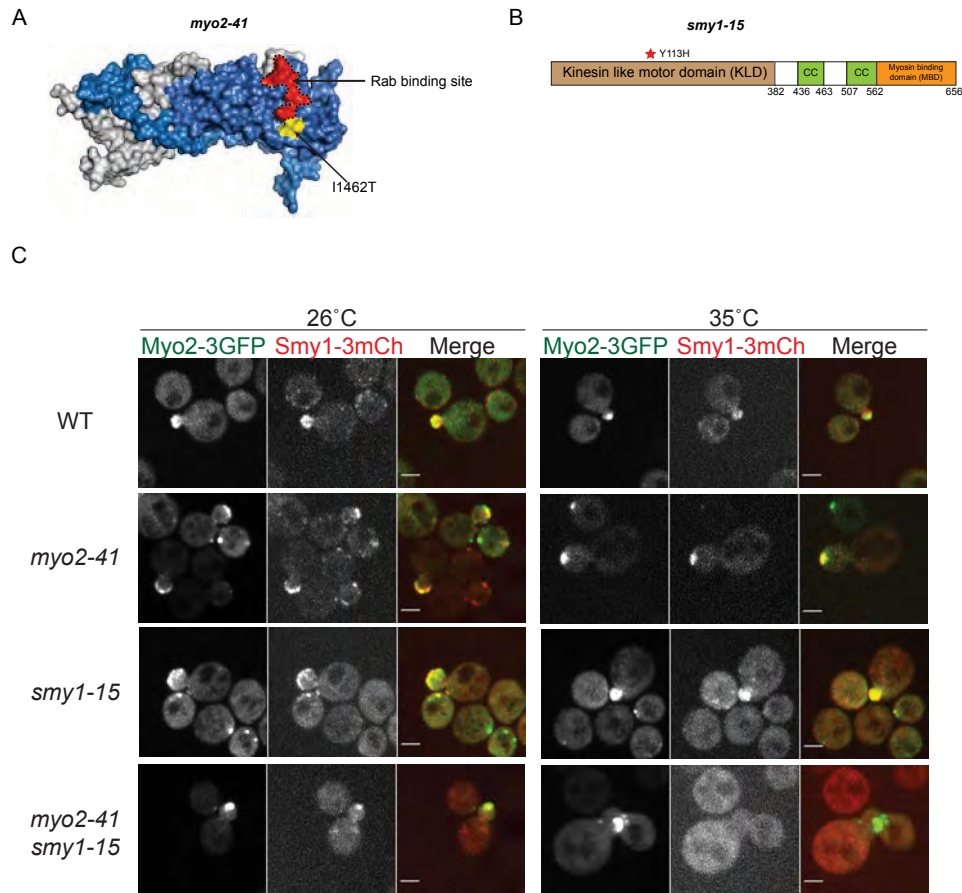 A
myo2-41
Rab binding site
I1462T
B
smy1-15
Y113H
Kinesin like motor domain (KLD)
CC
CC
Myosin binding
domain (MBD)
382 436 463 507 562 656
C
26˚C
35˚C
Myo2-3GFP Smy1-3mCh Merge
Myo2-3GFP Smy1-3mCh Merge
WT
myo2-41
smy1-15
myo2-41
smy1-15